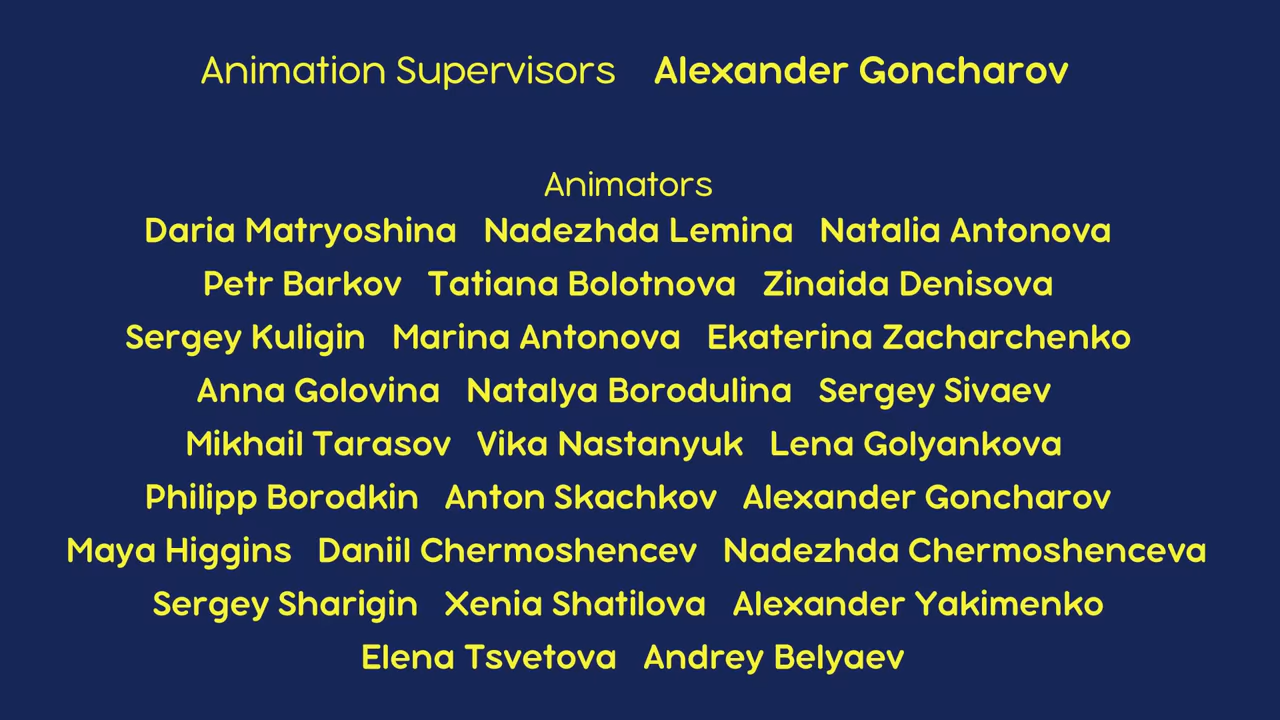 Animation Supervisors Alexander Goncharov
Animators
Daria Matryoshina Nadezhda Lemina Natalia Antonova
Petr Barkov Tatiana Bolotnova Zinaida Denisova
Sergey Kuligin Marina Antonova Ekaterina Zacharchenko
Anna Golovina Natalya Borodulina Sergey Sivaev
Mikhail Tarasov Vika Nastanyuk Lena Golyankova
Philipp Borodkin Anton Skachkov Alexander Goncharov
Maya Higgins Daniil Chermoshencev Nadezhda Chermoshenceva
Sergey Sharigin Xenia Shatilova Alexander Yakimenko
Elena Tsvetova Andrey Belyaev